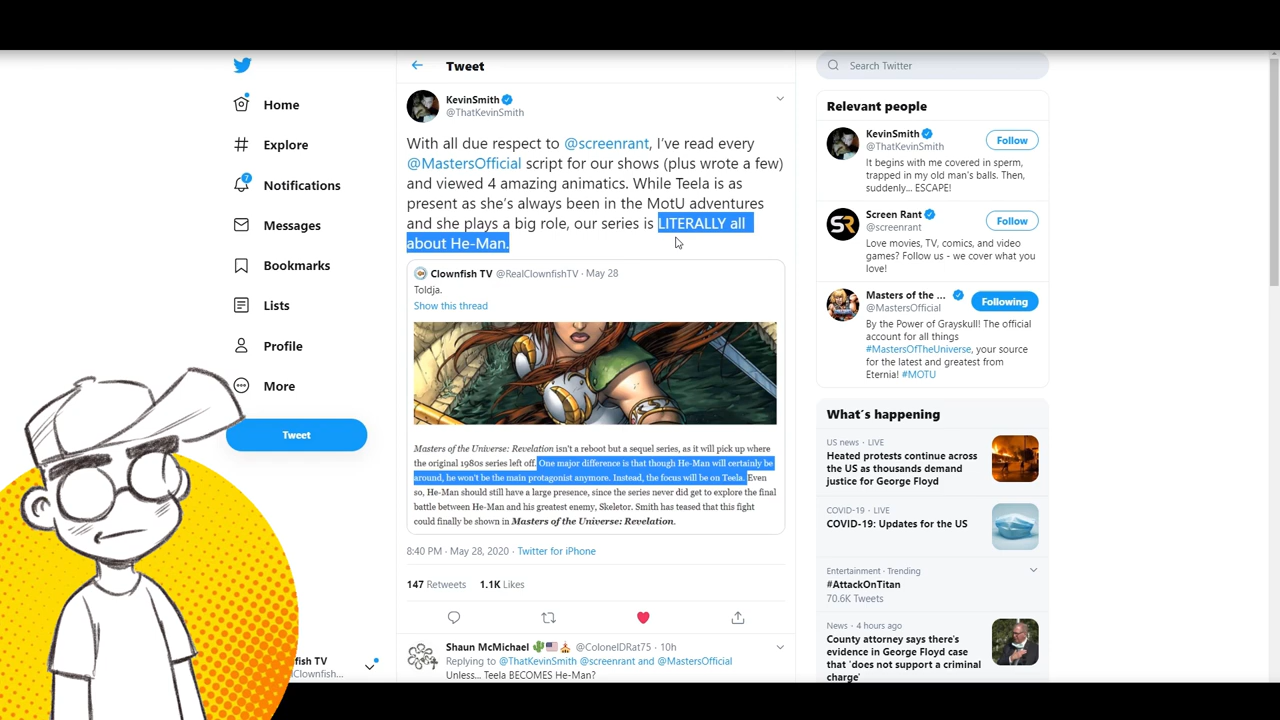 Home
Explore
7
Notifications
Messages
Bookmarks
Lists
Profile
More
Tweet
fish TV
Clownfish...
Tweet
KevinSmith
@ThatKevinSmith
With all due respect to @screenrant, I've read every
@MastersOfficial script for our shows (plus wrote a few)
and viewed 4 amazing animatics. While Teela is as
present as she's always been in the MotU adventures
and she plays a big role, our series is LITERALLY all
about He-Man.
Clownfish TV @RealClownfishTV · May 28
Toldja.
Show this thread
Masters of the Universe: Revelation isn't a reboot but a sequel series, as it will pick up where
the original 1980s series left off. One major difference is that though He-Man will certainly be
around, he won't be the main protagonist anymore. Instead, the focus will be on Teela. Even
so, He-Man should still have a large presence, since the series never did get to explore the final
battle between He-Man and his greatest enemy, Skeletor. Smith has teased that this fight
could finally be shown in Masters of the Universe: Revelation.
8:40 PM · May 28, 2020 · Twitter for iPhone
147 Retweets 1.1K Likes
Shaun McMichael 🌵🇺🇸🎪 @ColonelDRat75 · 10h
Replying to @ThatKevinSmith @screenrant and @MastersOfficial
Unless... Teela BECOMES He-Man?
Search Twitter
Relevant people
KevinSmith
@ThatKevinSmith
Follow
It begins with me covered in sperm,
trapped in my old man's balls. Then,
suddenly... ESCAPE!
SR
Screen Rant
@screenrant
Follow
Love movies, TV, comics, and video
games? Follow us - we cover what you
love!
Masters of the ...
@MastersOfficial
Following
By the Power of Grayskull! The official
account for all things
#MastersOfTheUniverse, your source
for the latest and greatest from
Eternia! #MOTU
What's happening
US news · LIVE
Heated protests continue across
the US as thousands demand
justice for George Floyd
COVID-19 · LIVE
COVID-19: Updates for the US
Entertainment · Trending
#AttackOnTitan
70.6K Tweets
News · 4 hours ago
County attorney says there's
evidence in George Floyd case
that 'does not support a criminal
charge'